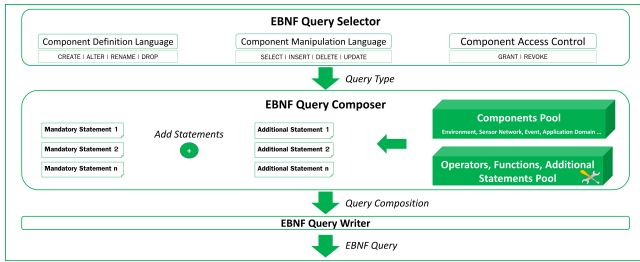 EBNF Query Selector
Component Definition Language
CREATE | ALTER | RENAME | DROP
Component Manipulation Language
SELECT | INSERT | DELETE | UPDATE
Component Access Control
GRANT | REVOKE
Query Type
EBNF Query Composer
Mandatory Statement 1
Mandatory Statement 2
Mandatory Statement n
Add Statements
+
Additional Statement 1
Additional Statement 2
Additional Statement n
Components Pool
Environment, Sensor Network, Event, Application Domain ...
Operators, Functions, Additional
Statements Pool
Query Composition
EBNF Query Writer
EBNF Query